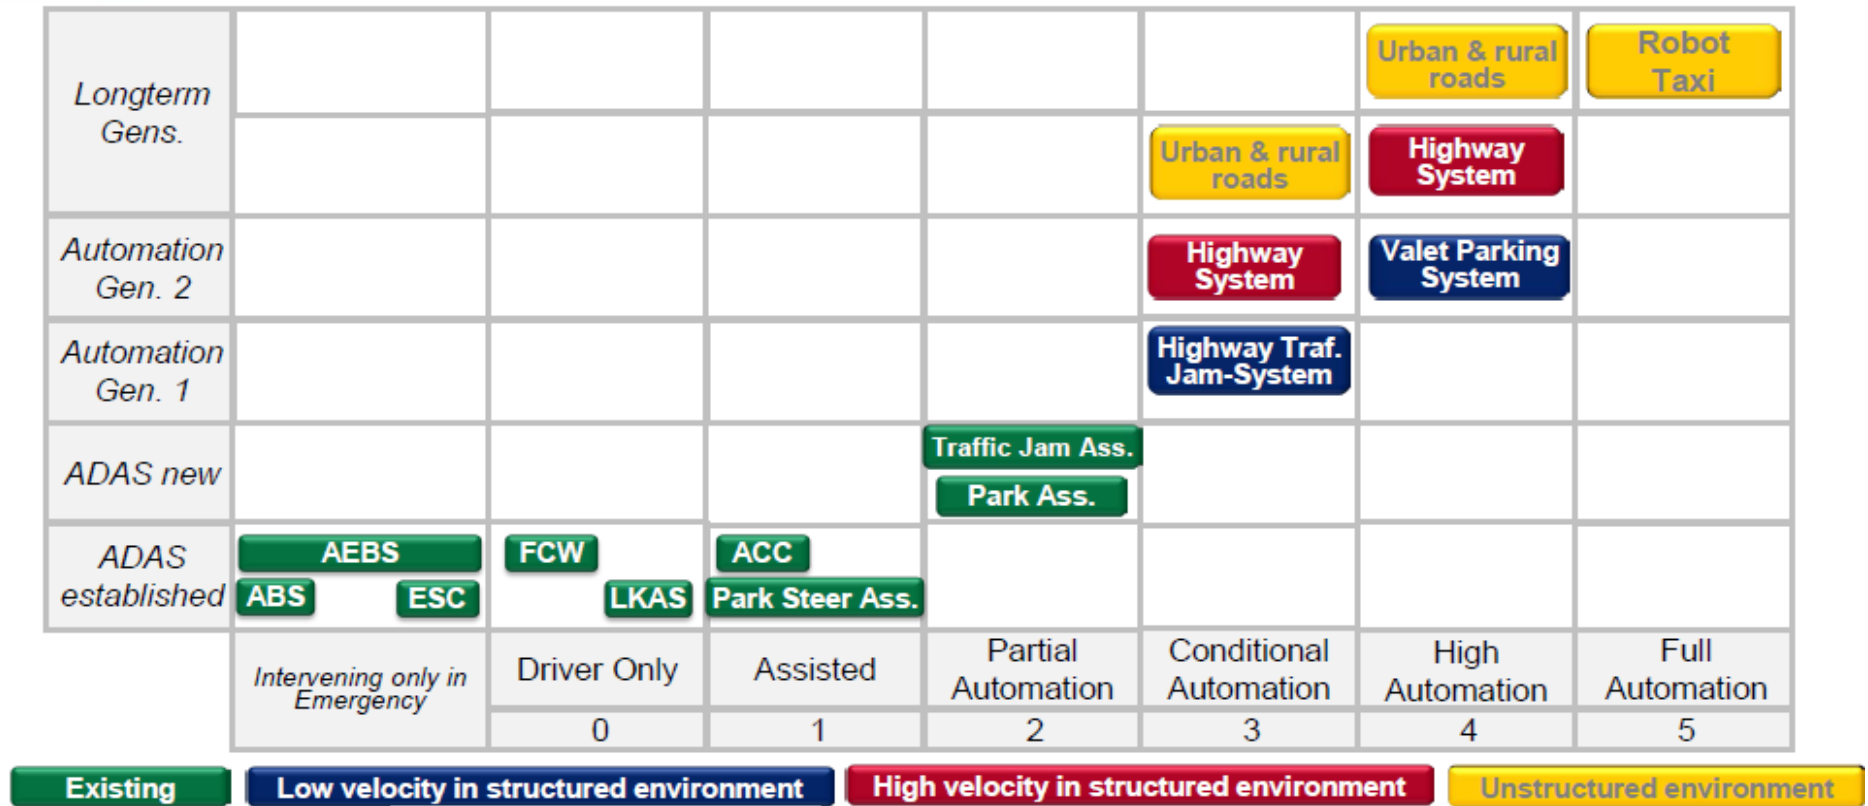 Urban & rural
roads
Robot
Taxi
Longterm
Gens.
Urban & rural
roads
Highway
System
Automation
Gen. 2
Highway
System
Valet Parking
System
Automation
Gen. 1
Highway Traf.
Jam-System
ADAS new
Traffic Jam Ass.
Park Ass.
ADAS
established
AEBS
ABS
ESC
FCW
LKAS
ACC
Park Steer Ass.
Intervening only in
Emergency
Driver Only
Assisted
Partial
Automation
Conditional
Automation
High
Automation
Full
Automation
0
1
2
3
4
5
Existing
Low velocity in structured environment
High velocity in structured environment
Unstructured environment